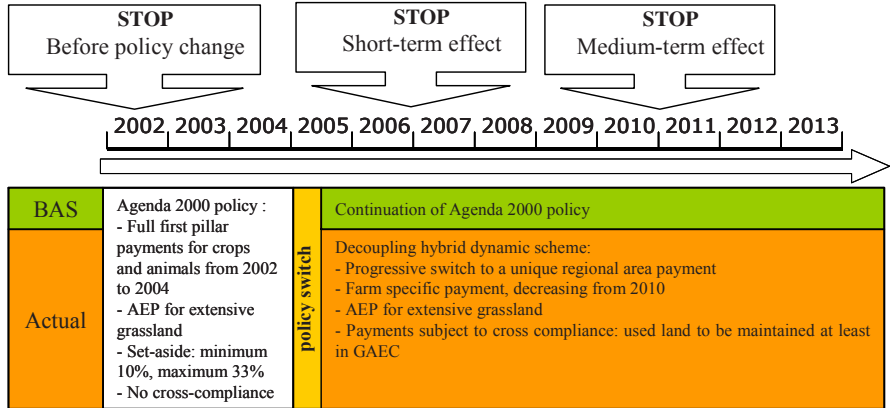 STOP
Before policy change
STOP
Short-term effect
STOP
Medium-term effect
2002 2003 2004 2005 2006 2007 2008 2009 2010 2011 2012 2013
BAS
Actual
Agenda 2000 policy :
- Full first pillar
payments for crops
and animals from 2002
to 2004
- AEP for extensive
grassland
- Set-aside: minimum
10%, maximum 33%
- No cross-compliance
policy switch
Continuation of Agenda 2000 policy
Decoupling hybrid dynamic scheme:
- Progressive switch to a unique regional area payment
- Farm specific payment, decreasing from 2010
- AEP for extensive grassland
- Payments subject to cross compliance: used land to be maintained at least
in GAEC